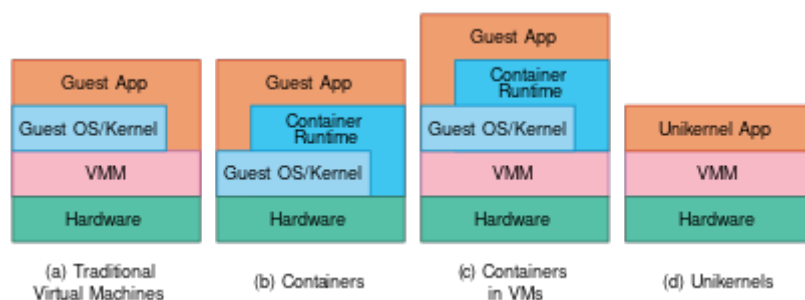 Guest App
Guest OS/Kernel
VMM
Hardware
(a) Traditional
Virtual Machines
Guest App
Container
Runtime
Guest OS/Kernel
Hardware
(b) Containers
Guest App
Container
Runtime
Guest OS/Kernel
VMM
Hardware
(c) Containers
in VMs
Unikernel App
VMM
Hardware
(d) Unikernels